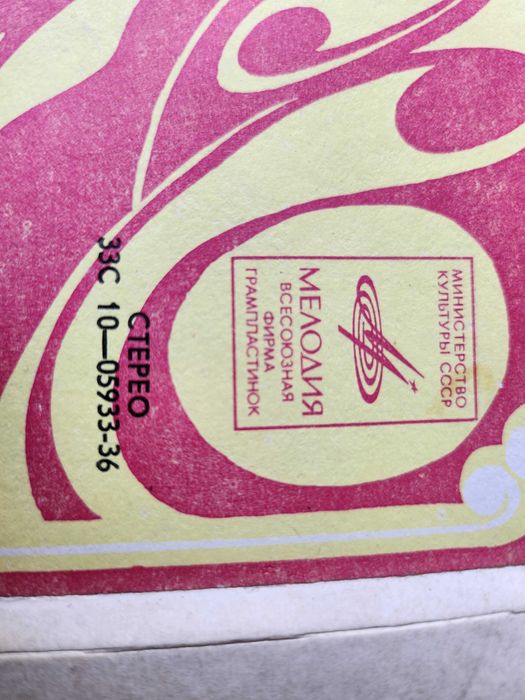 МИНИСТЕРСТВО
КУЛЬТУРЫ СССР
МЕЛОДИЯ
ВСЕСОЮЗНАЯ
ФИРМА
ГРАМПЛАСТИНОК
СТЕРЕО
33С 10—05933-36